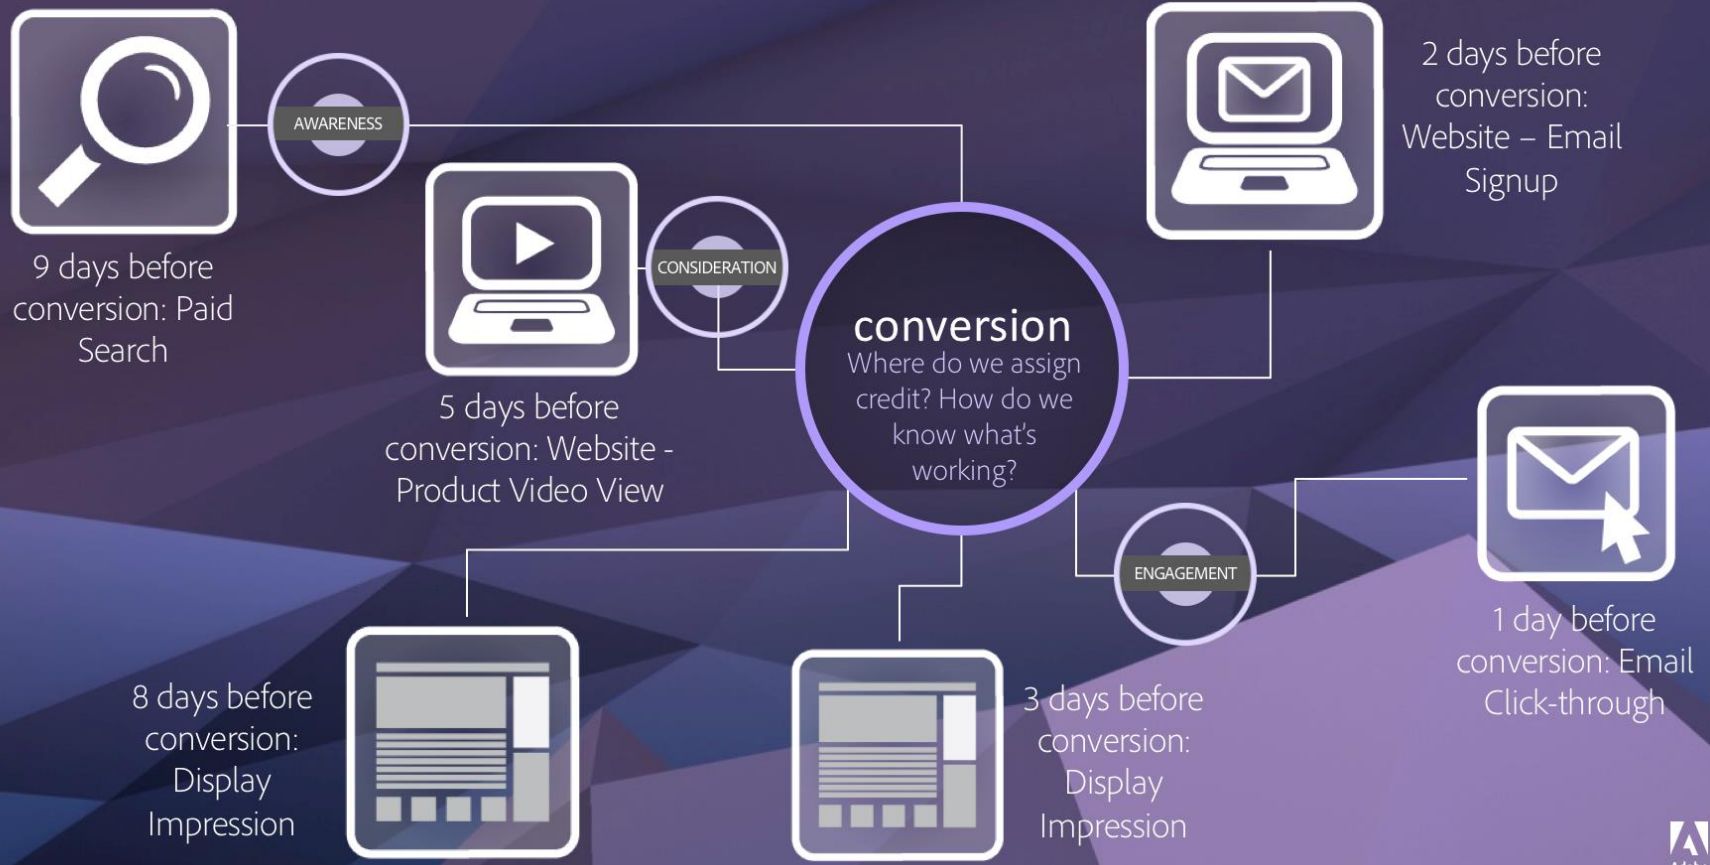 AWARENESS
9 days before
conversion: Paid
Search
CONSIDERATION
5 days before
conversion: Website -
Product Video View
conversion
Where do we assign
credit? How do we
know what's
working?
2 days before
conversion:
Website – Email
Signup
ENGAGEMENT
1 day before
conversion: Email
Click-through
8 days before
conversion:
Display
Impression
3 days before
conversion:
Display
Impression